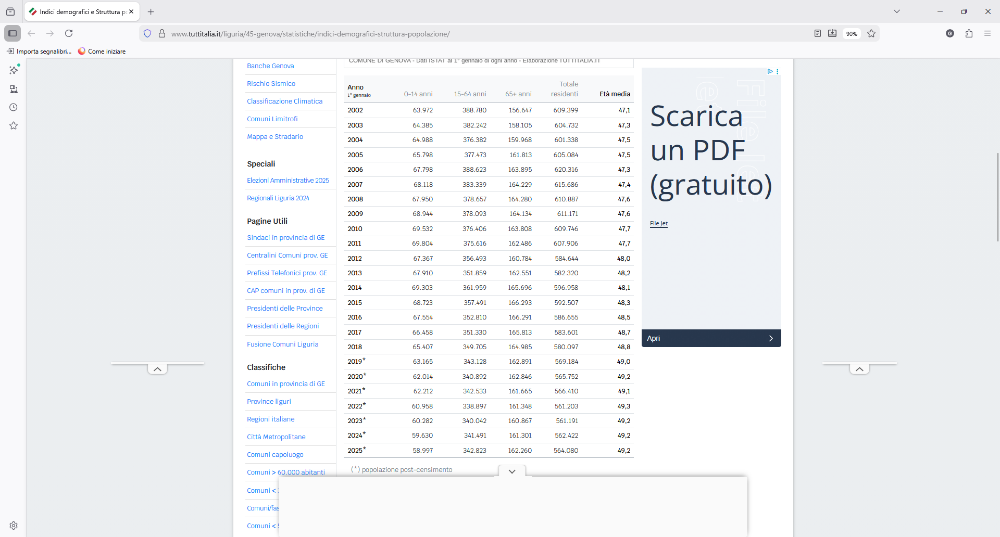 Indici demografici e Struttura p
www.tuttitalia.it/liguria/45-genova/statistiche/indici-demografici-struttura-popolazione/
90%
G
Importa segnalibri...
Come iniziare
Banche Genova
Rischio Sismico
Classificazione Climatica
Comuni Limitrofi
Mappa e Stradario
Speciali
Elezioni Amministrative 2025
Regionali Liguria 2024
Pagine Utili
Sindaci in provincia di GE
Centralini Comuni prov. GE
Prefissi Telefonici prov. GE
CAP comuni in prov. di GE
Presidenti delle Province
Presidenti delle Regioni
Fusione Comuni Liguria
Classifiche
Comuni in provincia di GE
Province liguri
Regioni italiane
Città Metropolitane
Comuni capoluogo
Comuni > 60.000 abitanti
Comuni <
Comuni/fas
Comuni <
COMUNE DI GENOVA - Dati ISTAT al 1° gennaio di ogni anno - Elaborazione TUTTITALIA.IT
Anno 1° gennaio 0-14 anni 15-64 anni 65+ anni Totale residenti Età media
2002 63.972 388.780 156.647 609.399 47,1
2003 64.385 382.242 158.105 604.732 47,3
2004 64.988 376.382 159.968 601.338 47,5
2005 65.798 377.473 161.813 605.084 47,5
2006 67.798 388.623 163.895 620.316 47,3
2007 68.118 383.339 164.229 615.686 47,4
2008 67.950 378.657 164.280 610.887 47,6
2009 68.944 378.093 164.134 611.171 47,6
2010 69.532 376.406 163.808 609.746 47,7
2011 69.804 375.616 162.486 607.906 47,7
2012 67.367 356.493 160.784 584.644 48,0
2013 67.910 351.859 162.551 582.320 48,2
2014 69.303 361.959 165.696 596.958 48,1
2015 68.723 357.491 166.293 592.507 48,3
2016 67.554 352.810 166.291 586.655 48,5
2017 66.458 351.330 165.813 583.601 48,7
2018 65.407 349.705 164.985 580.097 48,8
2019* 63.165 343.128 162.891 569.184 49,0
2020* 62.014 340.892 162.846 565.752 49,2
2021* 62.212 342.533 161.665 566.410 49,1
2022* 60.958 338.897 161.348 561.203 49,3
2023* 60.282 340.042 160.867 561.191 49,2
2024* 59.630 341.491 161.301 562.422 49,2
2025* 58.997 342.823 162.260 564.080 49,2
(*) popolazione post-censimento
Scarica
un PDF
(gratuito)
File Jet
Apri